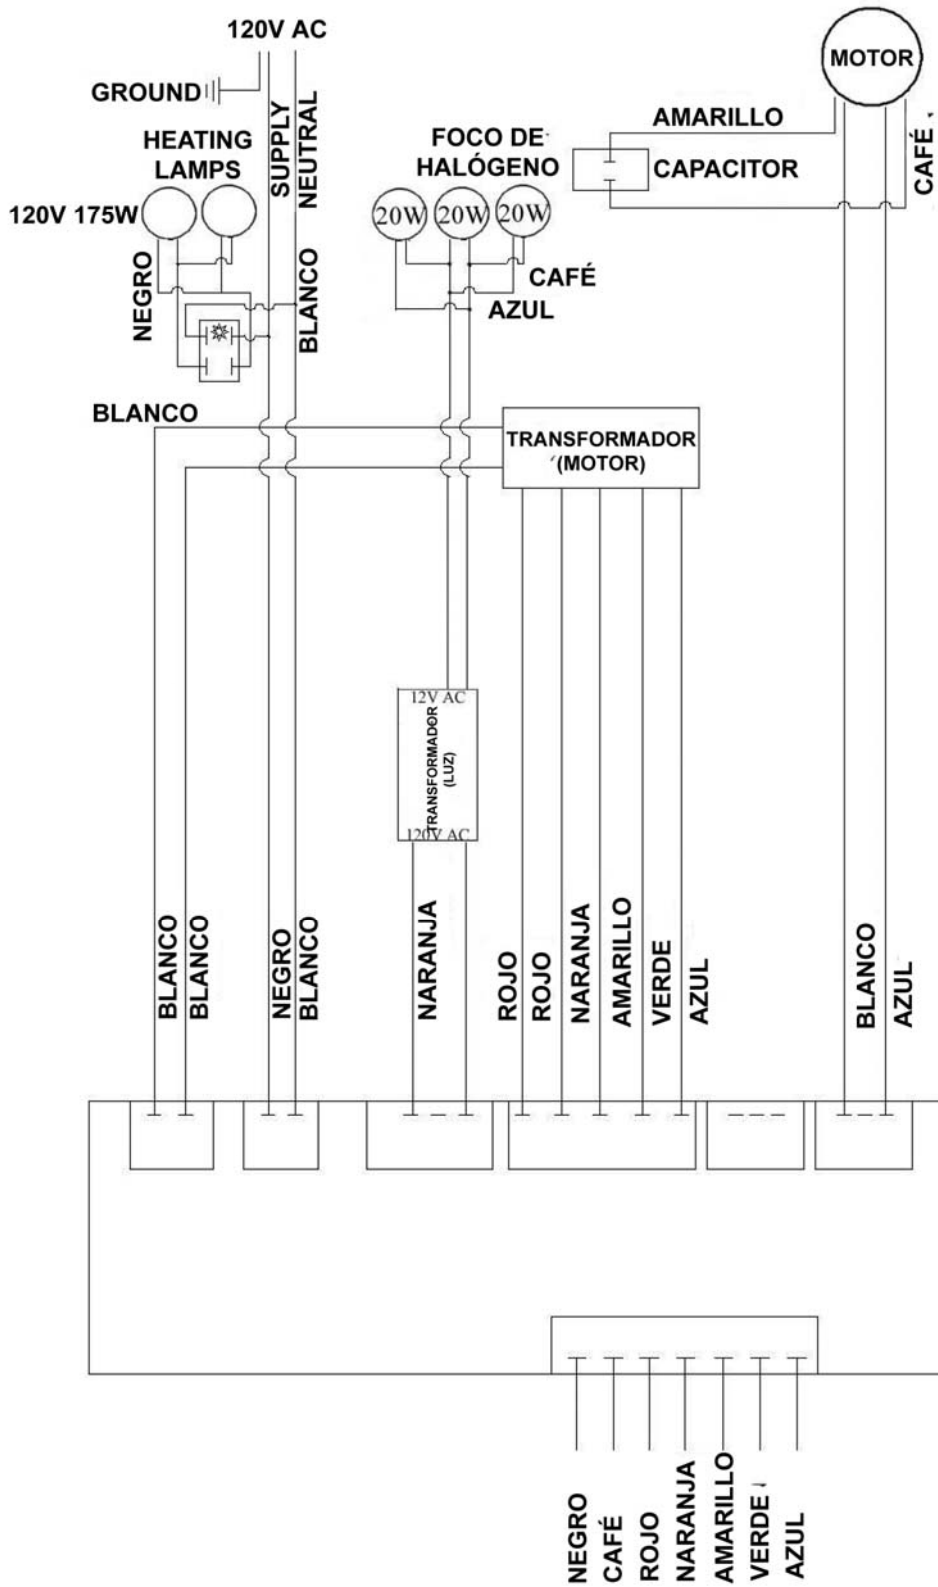 120V AC
GROUND
SUPPLY
NEUTRAL
HEATING
LAMPS
120V 175W
NEGRO
BLANCO
FOCO DE
HALÓGENO
20W
20W
20W
CAFÉ
AZUL
MOTOR
AMARILLO
CAPACITOR
CAFÉ
BLANCO
TRANSFORMADOR
(MOTOR)
12V AC
TRANSFORMADOR
(LUZ)
120V AC
BLANCO
BLANCO
NEGRO
BLANCO
NARANJA
ROJO
ROJO
NARANJA
AMARILLO
VERDE
AZUL
BLANCO
AZUL
NEGRO
CAFÉ
ROJO
NARANJA
AMARILLO
VERDE
AZUL